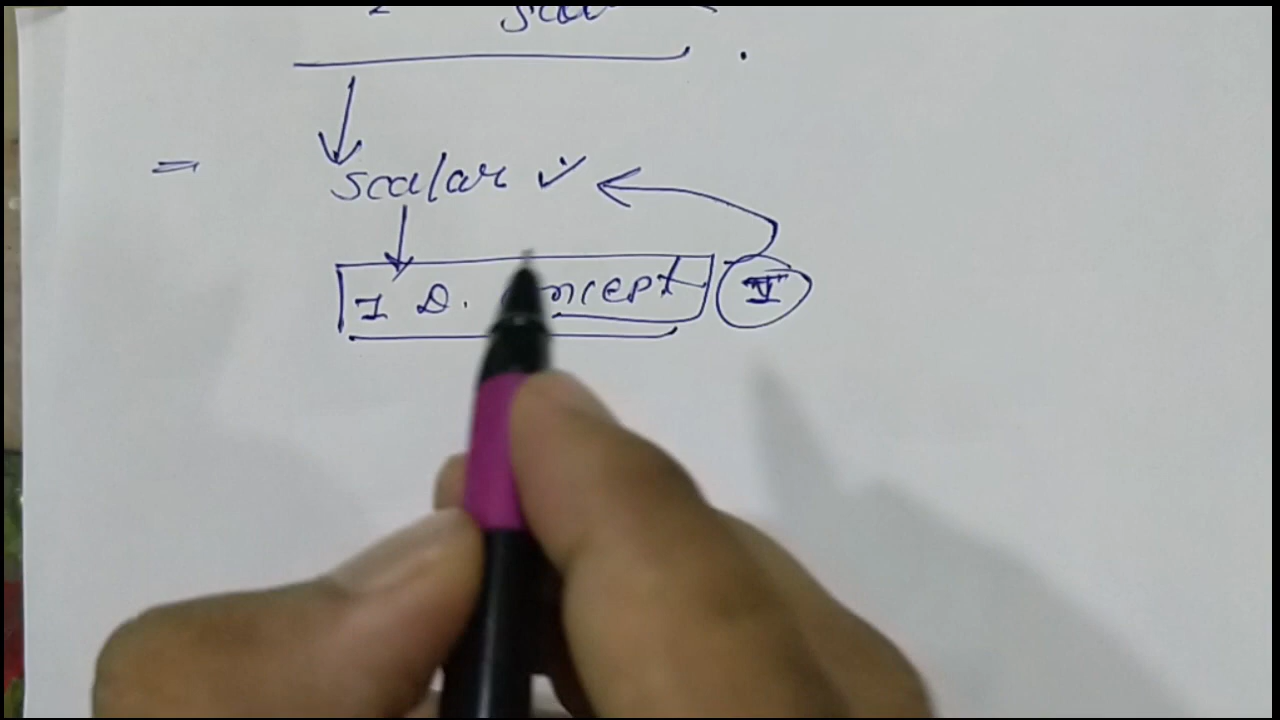 scalar ✓
I D. concept I